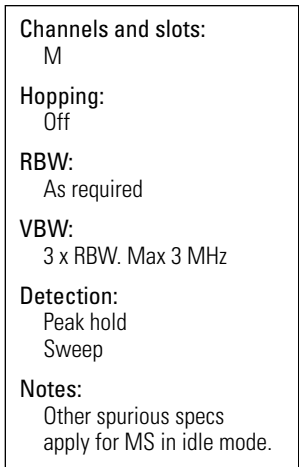 Channels and slots:
M
Hopping:
Off
RBW:
As required
VBW:
3 x RBW. Max 3 MHz
Detection:
Peak hold
Sweep
Notes:
Other spurious specs
apply for MS in idle mode.